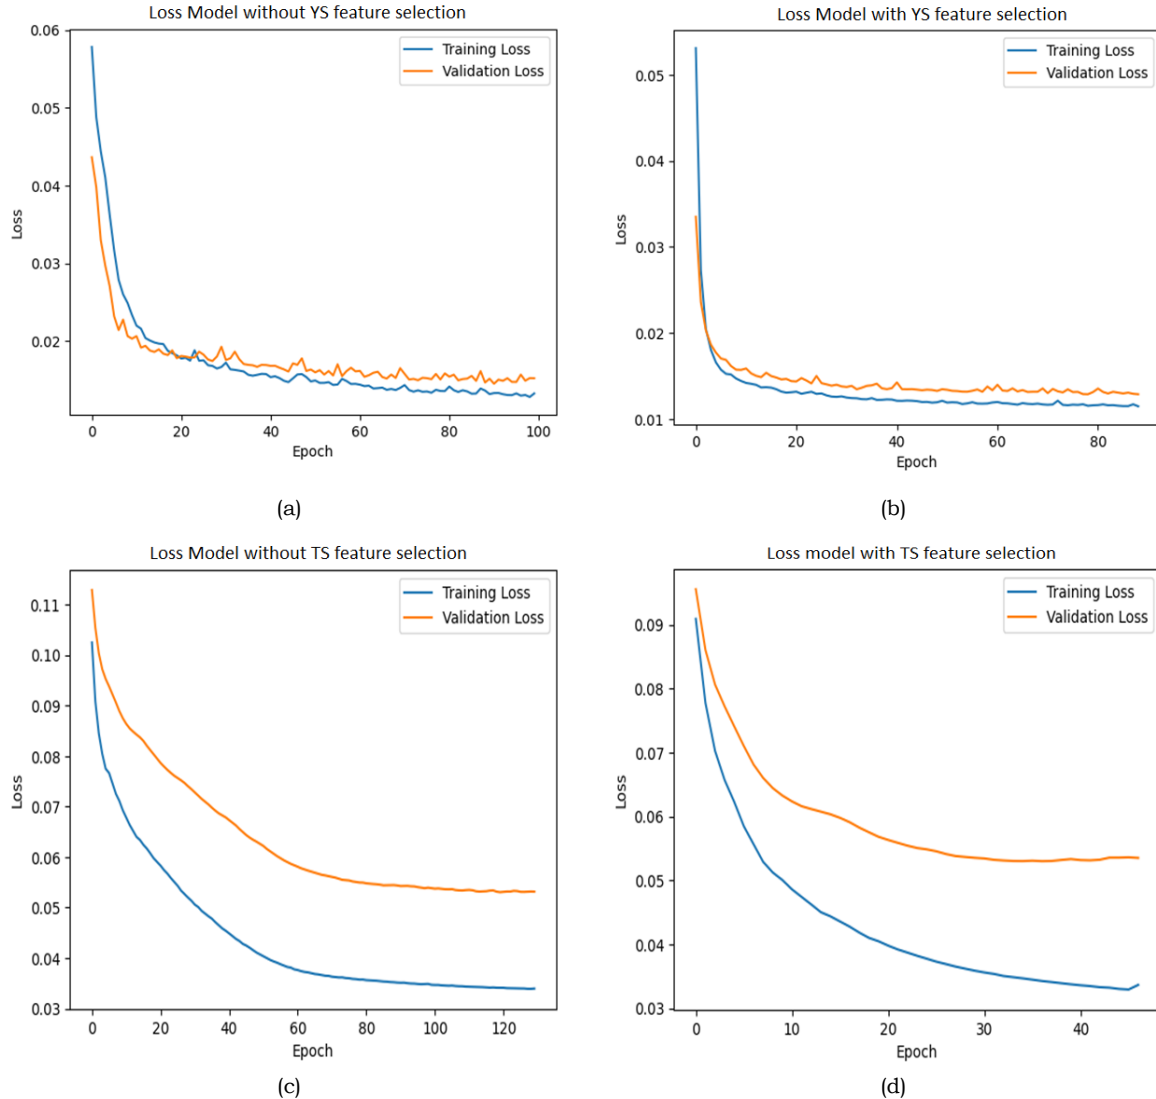 Loss Model without YS feature selection
0.06
0.05
0.04
0.03
0.02
Loss
0 20 40 60 80 100
Epoch
Training Loss
Validation Loss
(a)
Loss Model with YS feature selection
0.05
0.04
0.03
0.02
0.01
Loss
0 20 40 60 80
Epoch
Training Loss
Validation Loss
(b)
Loss Model without TS feature selection
0.11
0.10
0.09
0.08
0.07
0.06
0.05
0.04
0.03
Loss
0 20 40 60 80 100 120
Epoch
Training Loss
Validation Loss
(c)
Loss model with TS feature selection
0.09
0.08
0.07
0.06
0.05
0.04
0.03
Loss
0 10 20 30 40
Epoch
Training Loss
Validation Loss
(d)